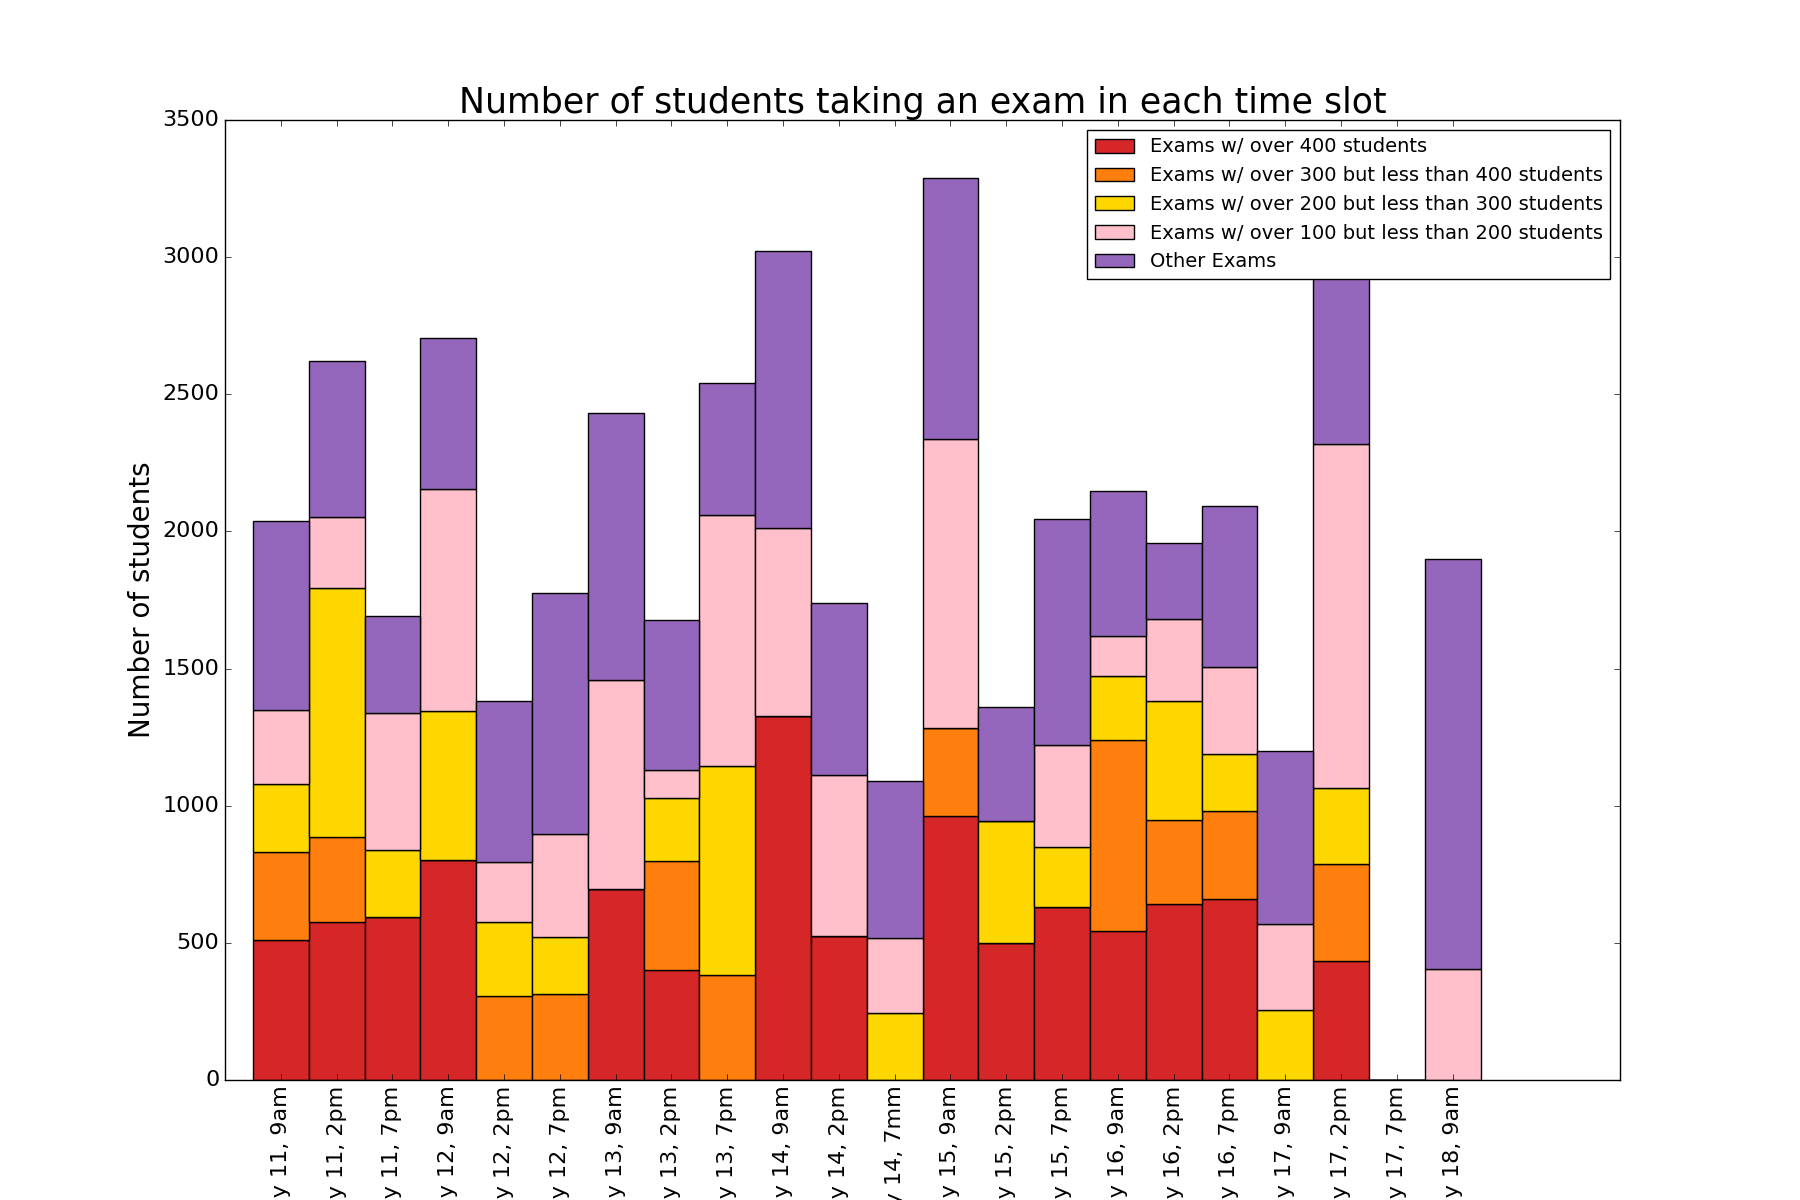 Number of students taking an exam in each time slot
Number of students
3500
3000
2500
2000
1500
1000
500
0
Exams w/ over 400 students
Exams w/ over 300 but less than 400 students
Exams w/ over 200 but less than 300 students
Exams w/ over 100 but less than 200 students
Other Exams
y 11, 9am
y 11, 2pm
y 11, 7pm
y 12, 9am
y 12, 2pm
y 12, 7pm
y 13, 9am
y 13, 2pm
y 13, 7pm
y 14, 9am
y 14, 2pm
y 14, 7mm
y 15, 9am
y 15, 2pm
y 15, 7pm
y 16, 9am
y 16, 2pm
y 16, 7pm
y 17, 9am
y 17, 2pm
y 17, 7pm
y 18, 9am